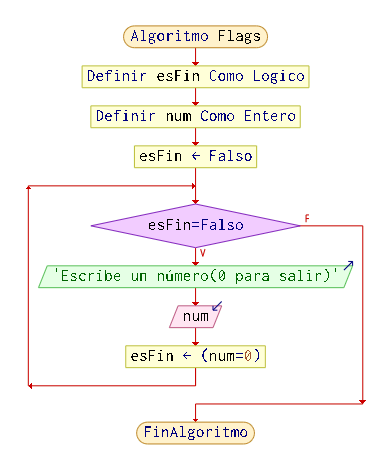 Algoritmo Flags
Definir esFin Como Logico
Definir num Como Entero
esFin ← Falso
esFin=Falso
F
V
'Escribe un número(0 para salir)'
num
esFin ← (num=0)
FinAlgoritmo